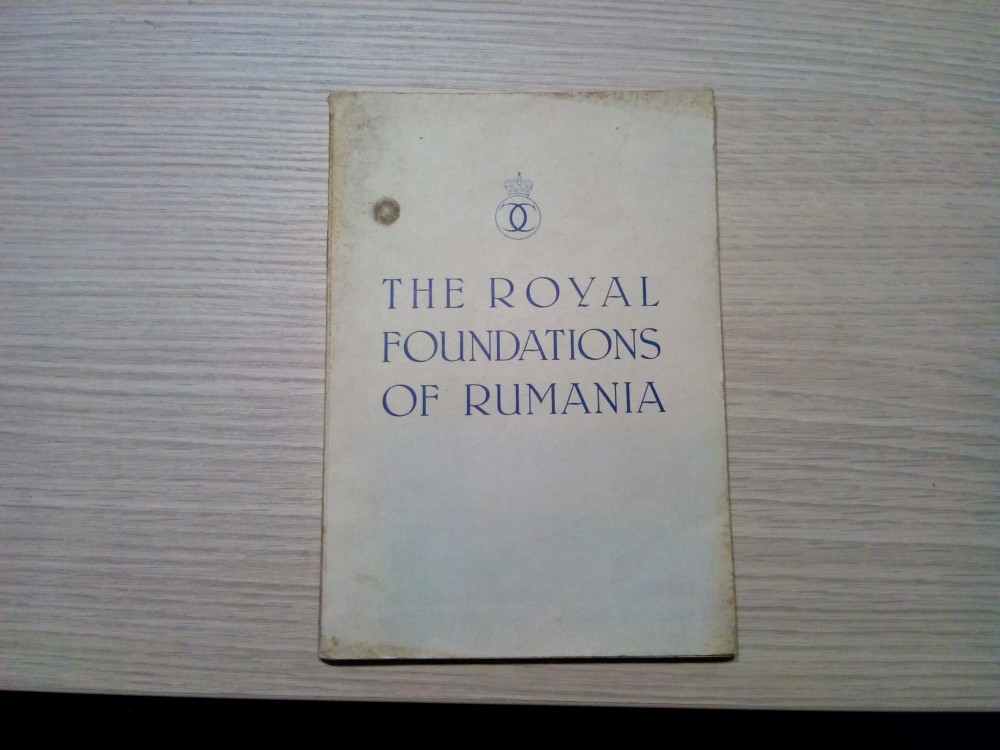 THE ROYAL
FOUNDATIONS
OF RUMANIA